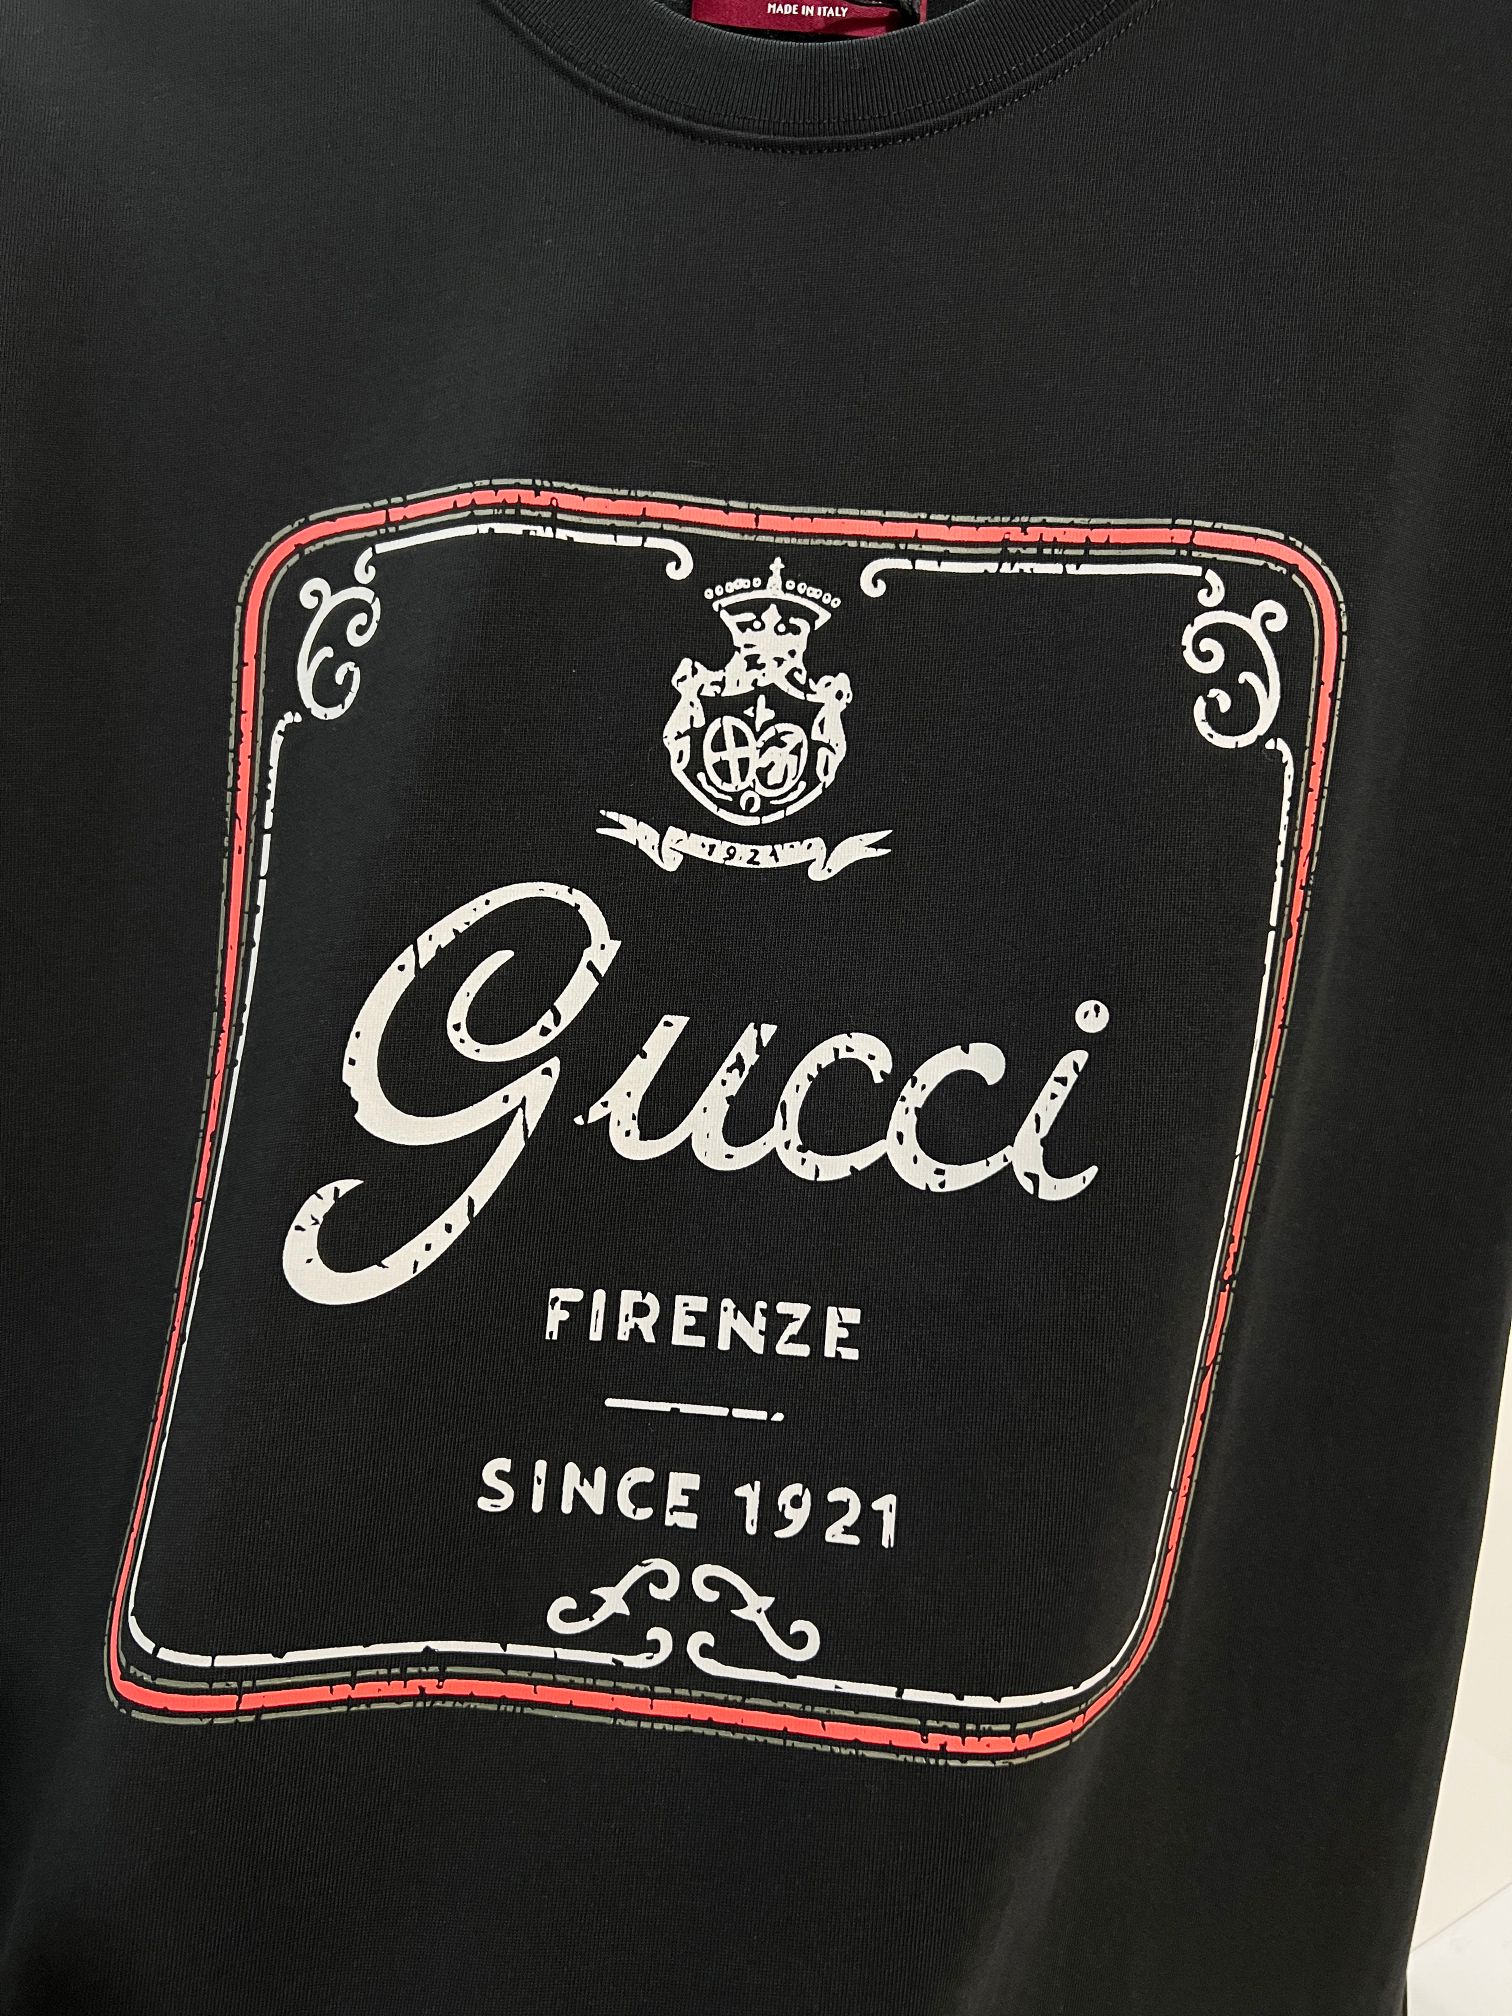 MADE IN ITALY
1921
Gucci
FIRENZE
SINCE 1921